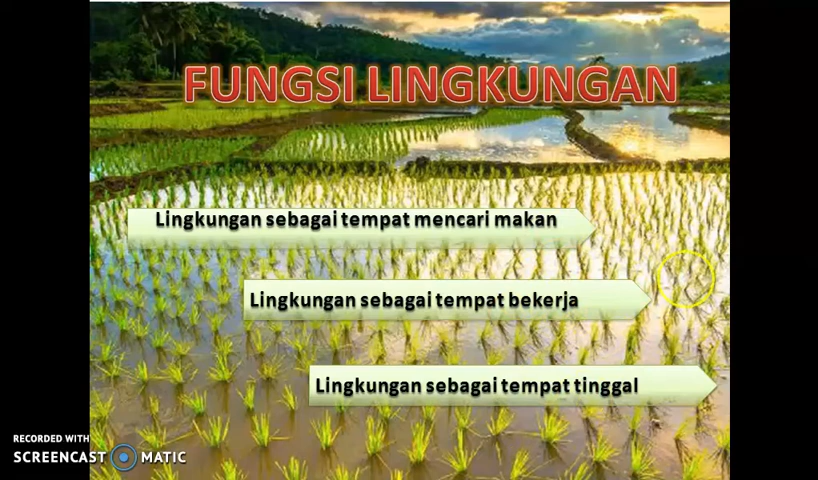 FUNGSI LINGKUNGAN
Lingkungan sebagai tempat mencari makan
Lingkungan sebagai tempat bekerja
Lingkungan sebagai tempat tinggal
RECORDED WITH
SCREENCAST MATIC